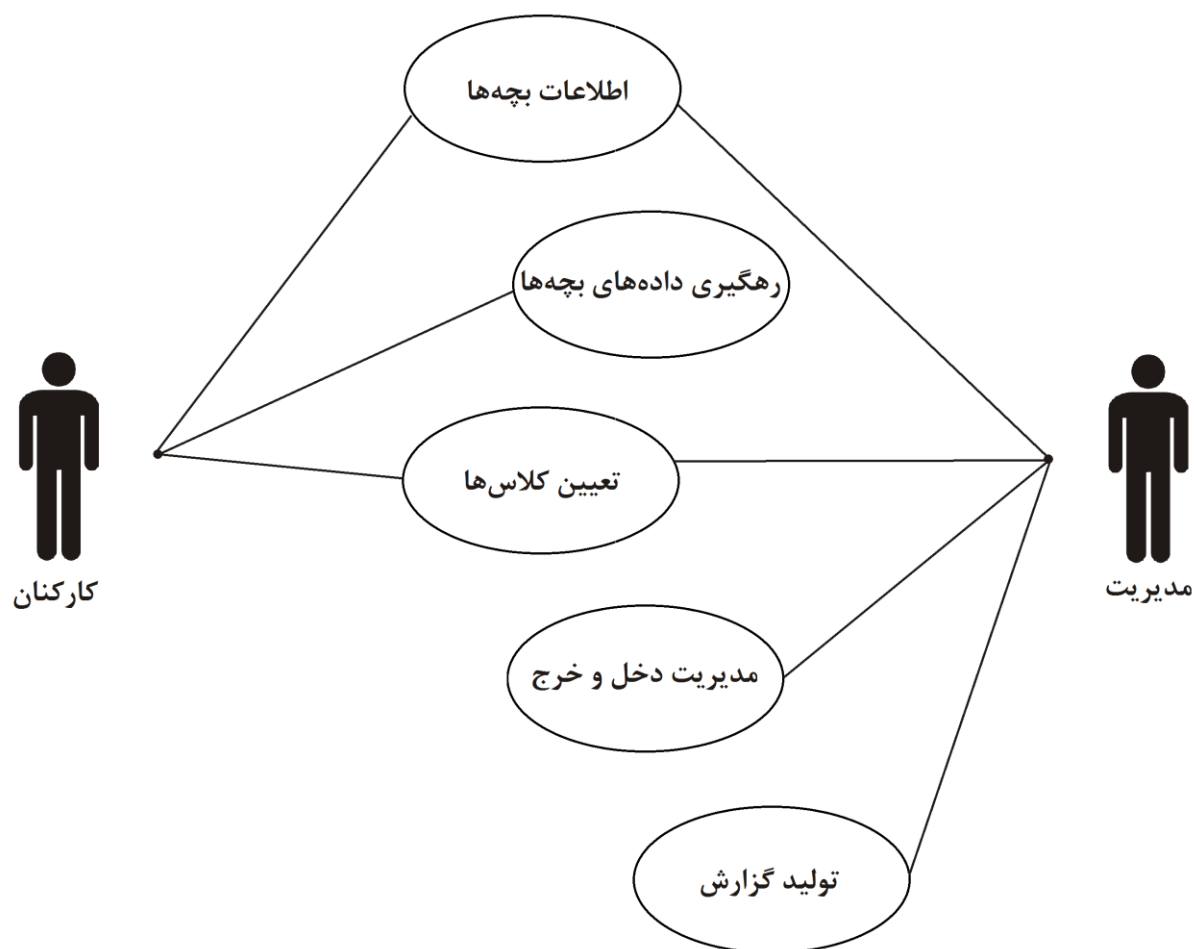 اطلاعات بچه‌ها
رهگیری داده‌های بچه‌ها
تعیین کلاس‌ها
کارکنان
مدیریت
مدیریت دخل و خرج
تولید گزارش